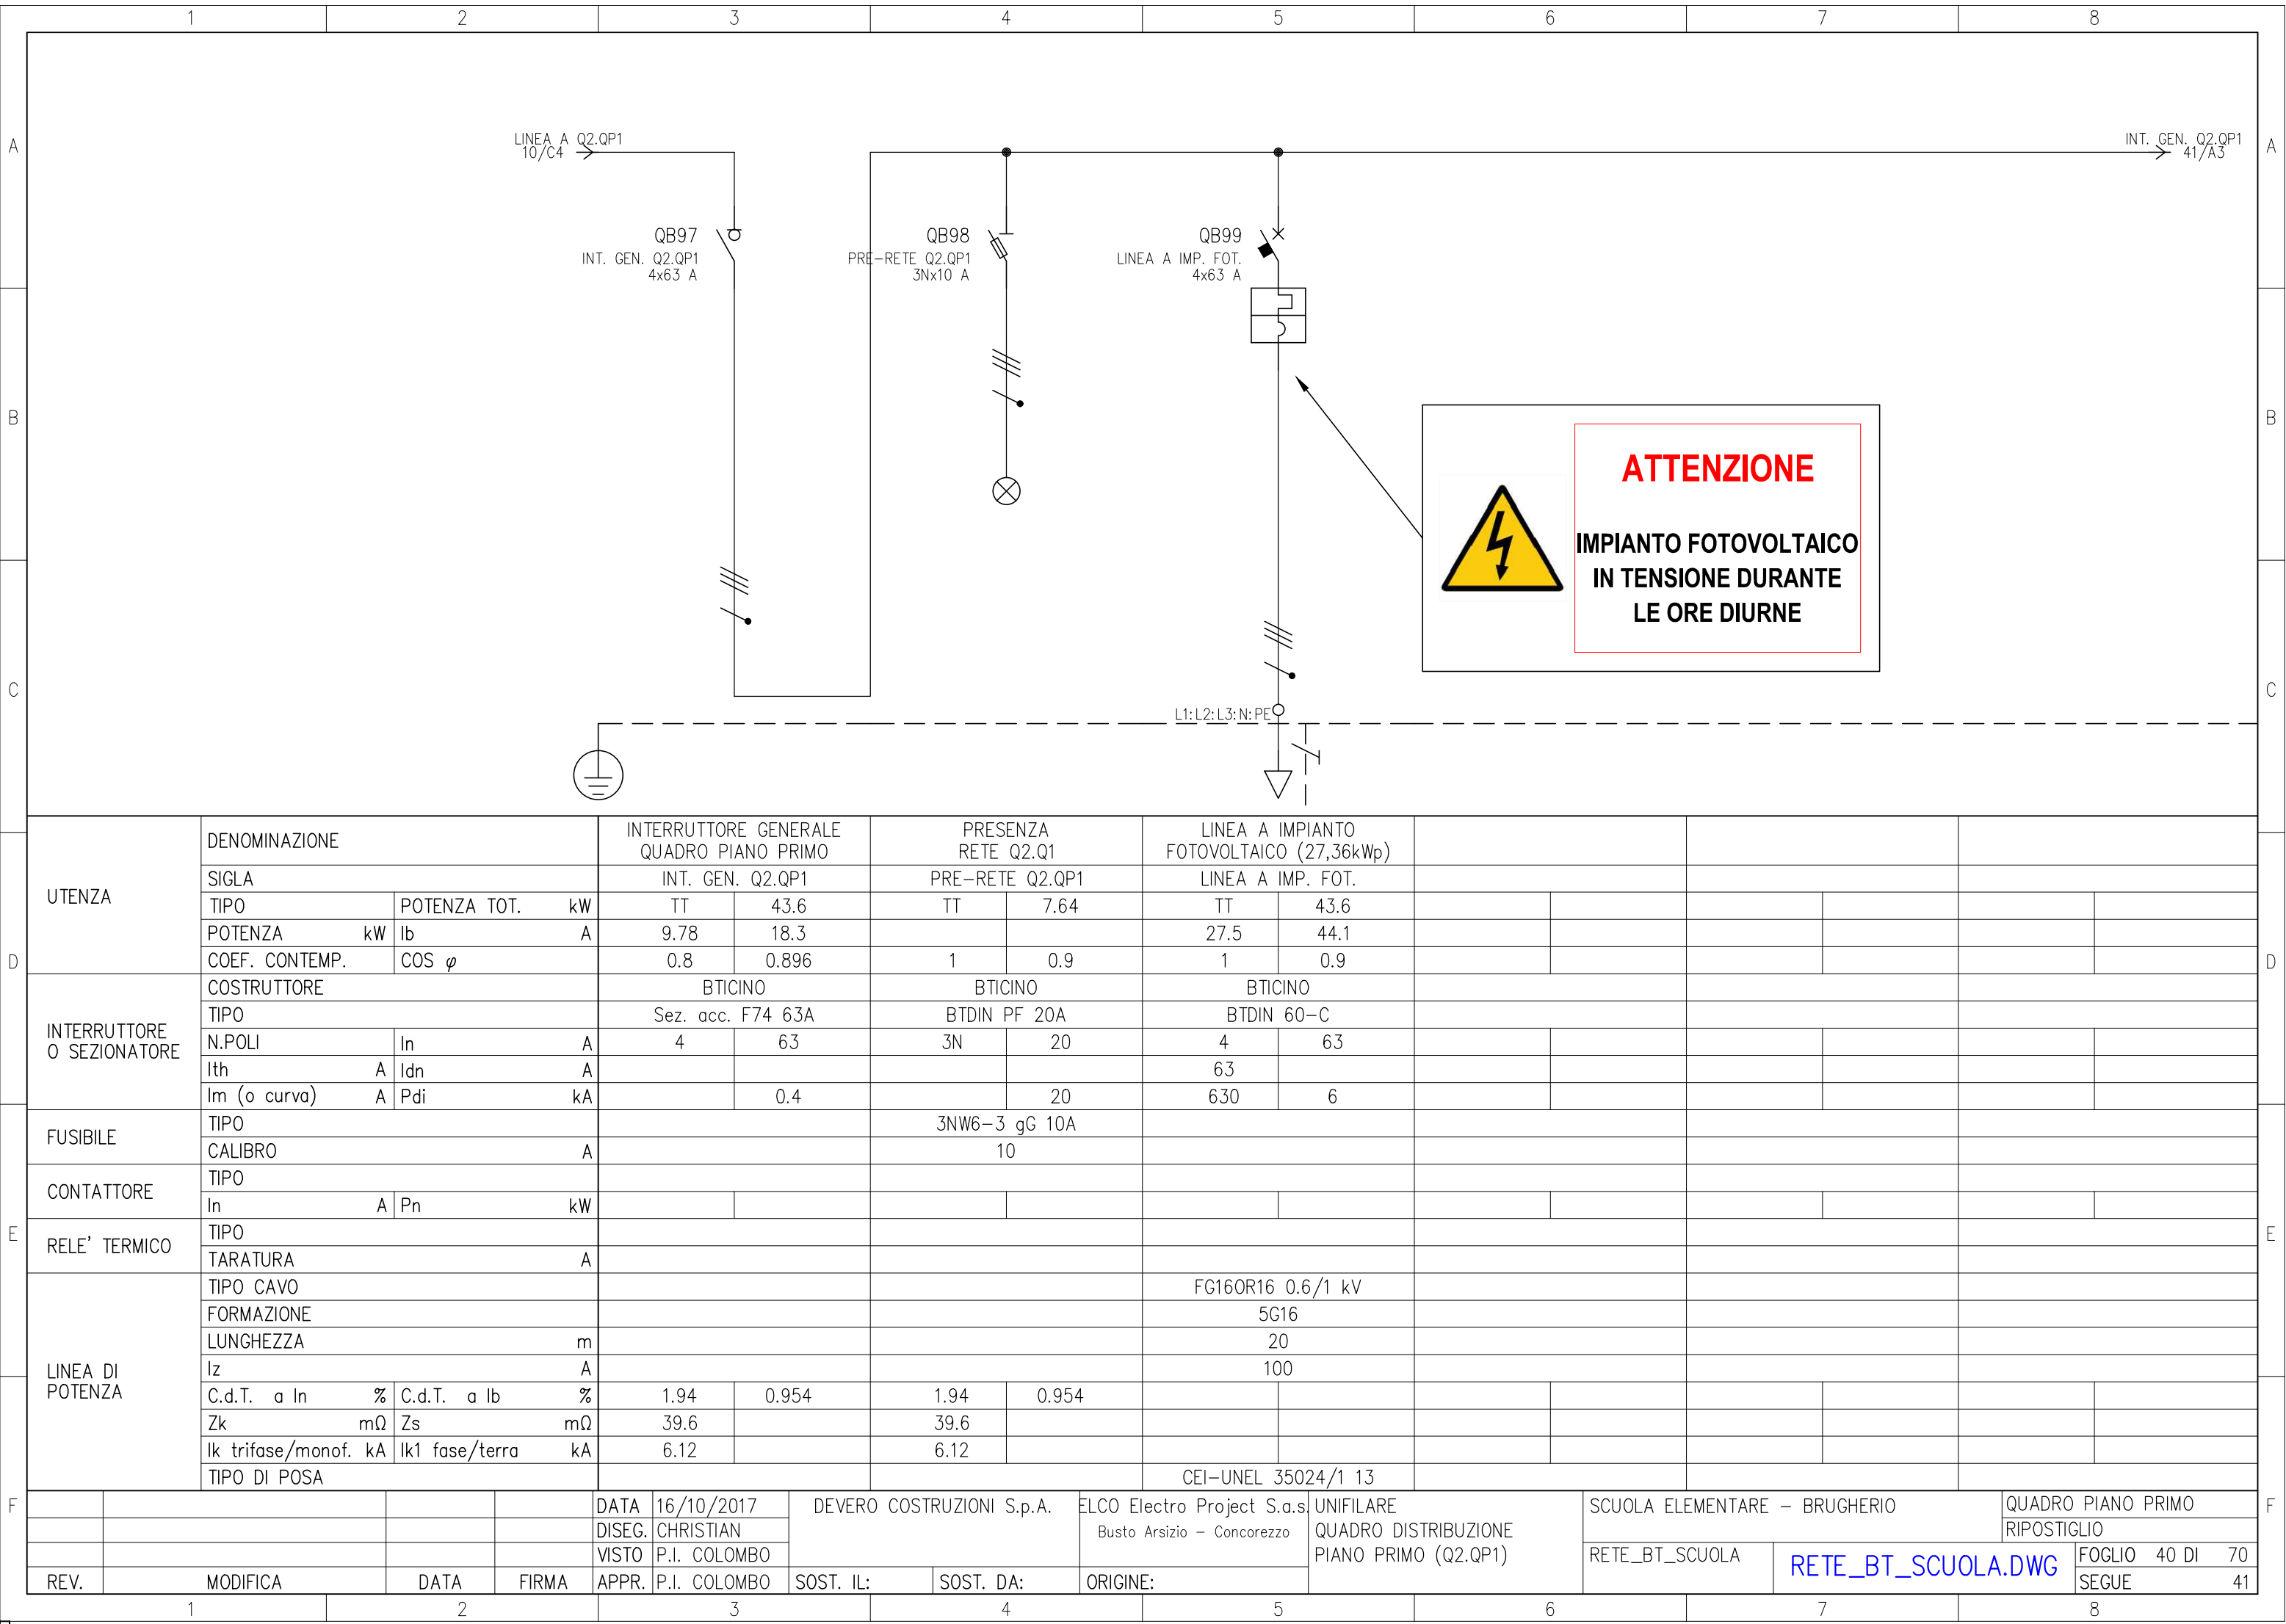 1 2 3 4 5 6 7 8
A A
B B
C C
D D
E E
F F
LINEA A Q2.QP1
10/C4
INT. GEN. Q2.QP1
41/A3
QB97
INT. GEN. Q2.QP1
4x63 A
QB98
PRE-RETE Q2.QP1
3Nx10 A
QB99
LINEA A IMP. FOT.
4x63 A
ATTENZIONE
IMPIANTO FOTOVOLTAICO
IN TENSIONE DURANTE
LE ORE DIURNE
L1:L2:L3:N:PE
UTENZA
DENOMINAZIONE
INTERRUTTORE GENERALE
QUADRO PIANO PRIMO
PRESENZA
RETE Q2.Q1
LINEA A IMPIANTO
FOTOVOLTAICO (27,36kWp)
SIGLA INT. GEN. Q2.QP1 PRE-RETE Q2.QP1 LINEA A IMP. FOT.
TIPO POTENZA TOT. kW TT 43.6 TT 7.64 TT 43.6
POTENZA kW Ib A 9.78 18.3 27.5 44.1
COEF. CONTEMP. COS φ 0.8 0.896 1 0.9 1 0.9
INTERRUTTORE
O SEZIONATORE
COSTRUTTORE BTICINO BTICINO BTICINO
TIPO Sez. acc. F74 63A BTDIN PF 20A BTDIN 60-C
N.POLI In A 4 63 3N 20 4 63
Ith A Idn A 63
Im (o curva) A Pdi kA 0.4 20 630 6
FUSIBILE
TIPO 3NW6-3 gG 10A
CALIBRO A 10
CONTATTORE
TIPO
In A Pn kW
RELE' TERMICO
TIPO
TARATURA A
LINEA DI
POTENZA
TIPO CAVO FG16OR16 0.6/1 kV
FORMAZIONE 5G16
LUNGHEZZA m 20
Iz A 100
C.d.T. a In % C.d.T. a Ib % 1.94 0.954 1.94 0.954
Zk mΩ Zs mΩ 39.6 39.6
Ik trifase/monof. kA Ik1 fase/terra kA 6.12 6.12
TIPO DI POSA CEI-UNEL 35024/1 13
REV. MODIFICA DATA FIRMA
DATA 16/10/2017
DISEG. CHRISTIAN
VISTO P.I. COLOMBO
APPR. P.I. COLOMBO
DEVERO COSTRUZIONI S.p.A.
SOST. IL: SOST. DA: ORIGINE:
ELCO Electro Project S.a.s.
Busto Arsizio - Concorezzo
UNIFILARE
QUADRO DISTRIBUZIONE
PIANO PRIMO (Q2.QP1)
SCUOLA ELEMENTARE - BRUGHERIO
RETE_BT_SCUOLA
RETE_BT_SCUOLA.DWG
QUADRO PIANO PRIMO
RIPOSTIGLIO
FOGLIO 40 DI 70
SEGUE 41
1 2 3 4 5 6 7 8